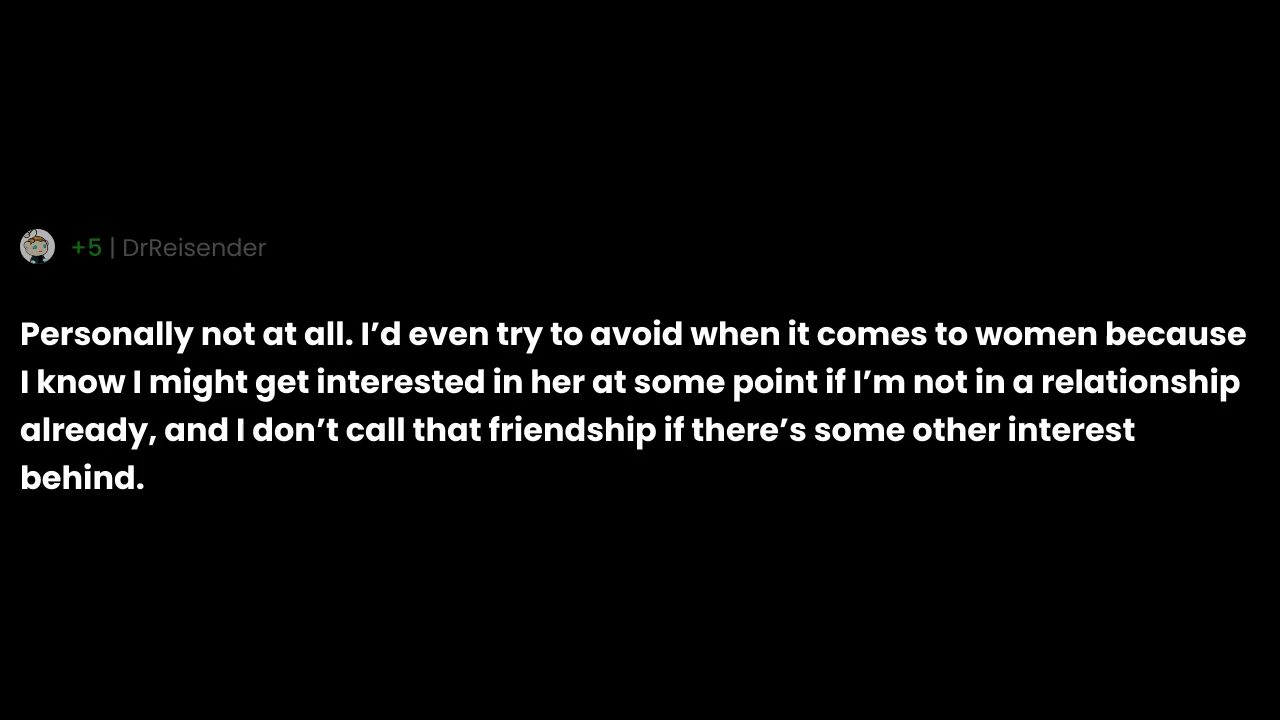 +5 | DrReisender
Personally not at all. I’d even try to avoid when it comes to women because
I know I might get interested in her at some point if I’m not in a relationship
already, and I don’t call that friendship if there’s some other interest
behind.